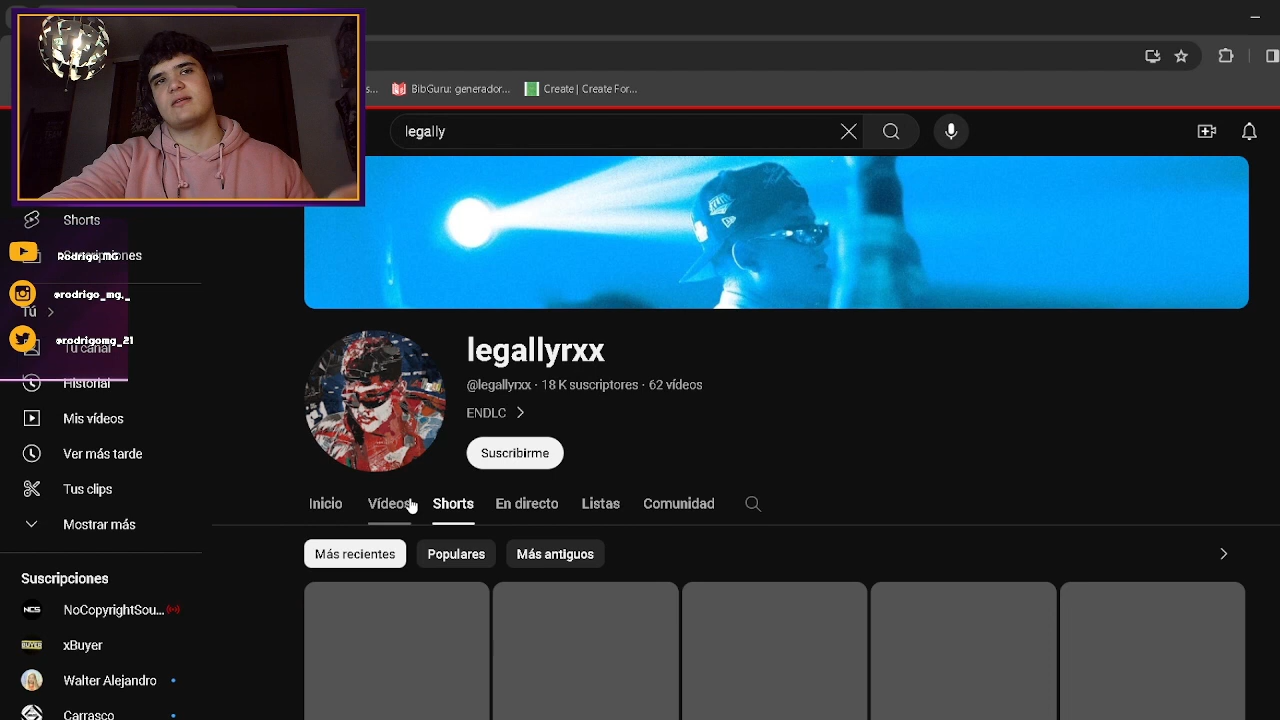 BibGuru: generador...
Create | Create For...
legally
Shorts
Rodrigo_MG
@rodrigo_mg._
Tú
@rodrigomg_21
Tu canal
Historial
Mis vídeos
Ver más tarde
Tus clips
Mostrar más
Suscripciones
NCS
NoCopyrightSou...
xBuyer
Walter Alejandro
Carrasco
legallyrxx
@legallyrxx · 18 K suscriptores · 62 vídeos
ENDLC
Suscribirme
Inicio
Vídeos
Shorts
En directo
Listas
Comunidad
Más recientes
Populares
Más antiguos